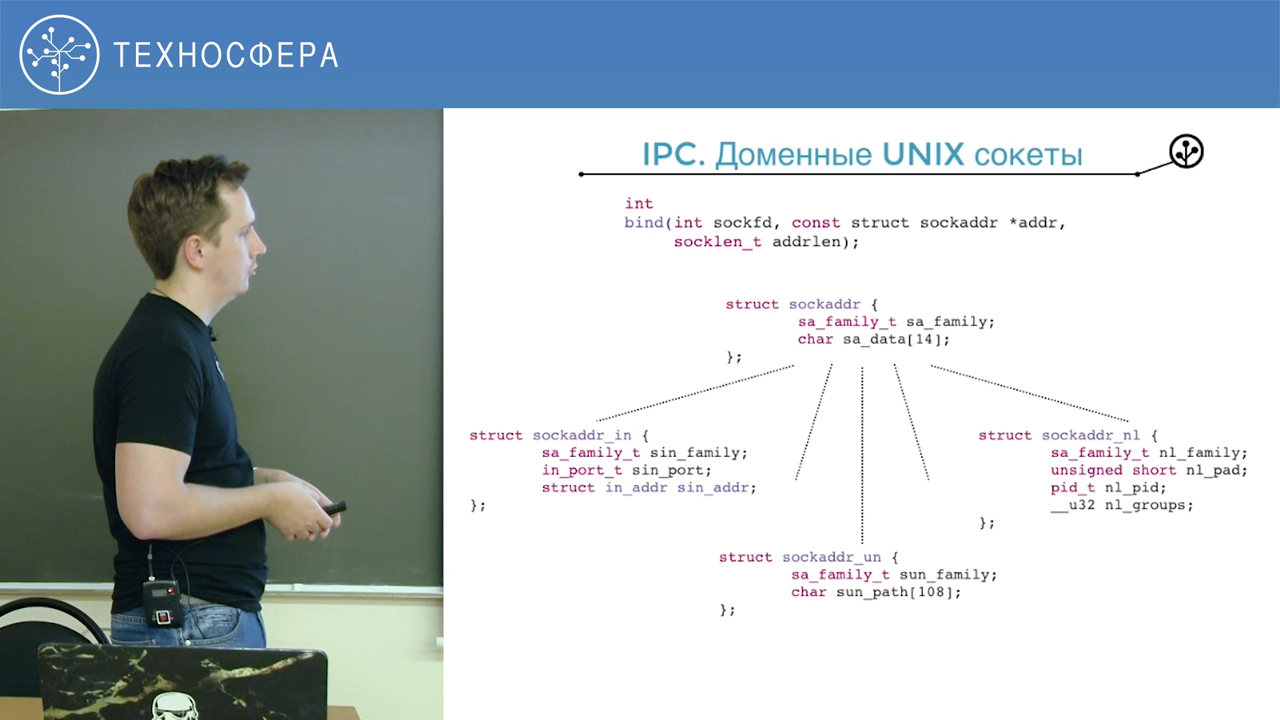 ТЕХНОСФЕРА
IPC. Доменные UNIX сокеты
int
bind(int sockfd, const struct sockaddr *addr,
socklen_t addrlen);
struct sockaddr {
sa_family_t sa_family;
char sa_data[14];
};
struct sockaddr_in {
sa_family_t sin_family;
in_port_t sin_port;
struct in_addr sin_addr;
};
struct sockaddr_nl {
sa_family_t nl_family;
unsigned short nl_pad;
pid_t nl_pid;
__u32 nl_groups;
};
struct sockaddr_un {
sa_family_t sun_family;
char sun_path[108];
};